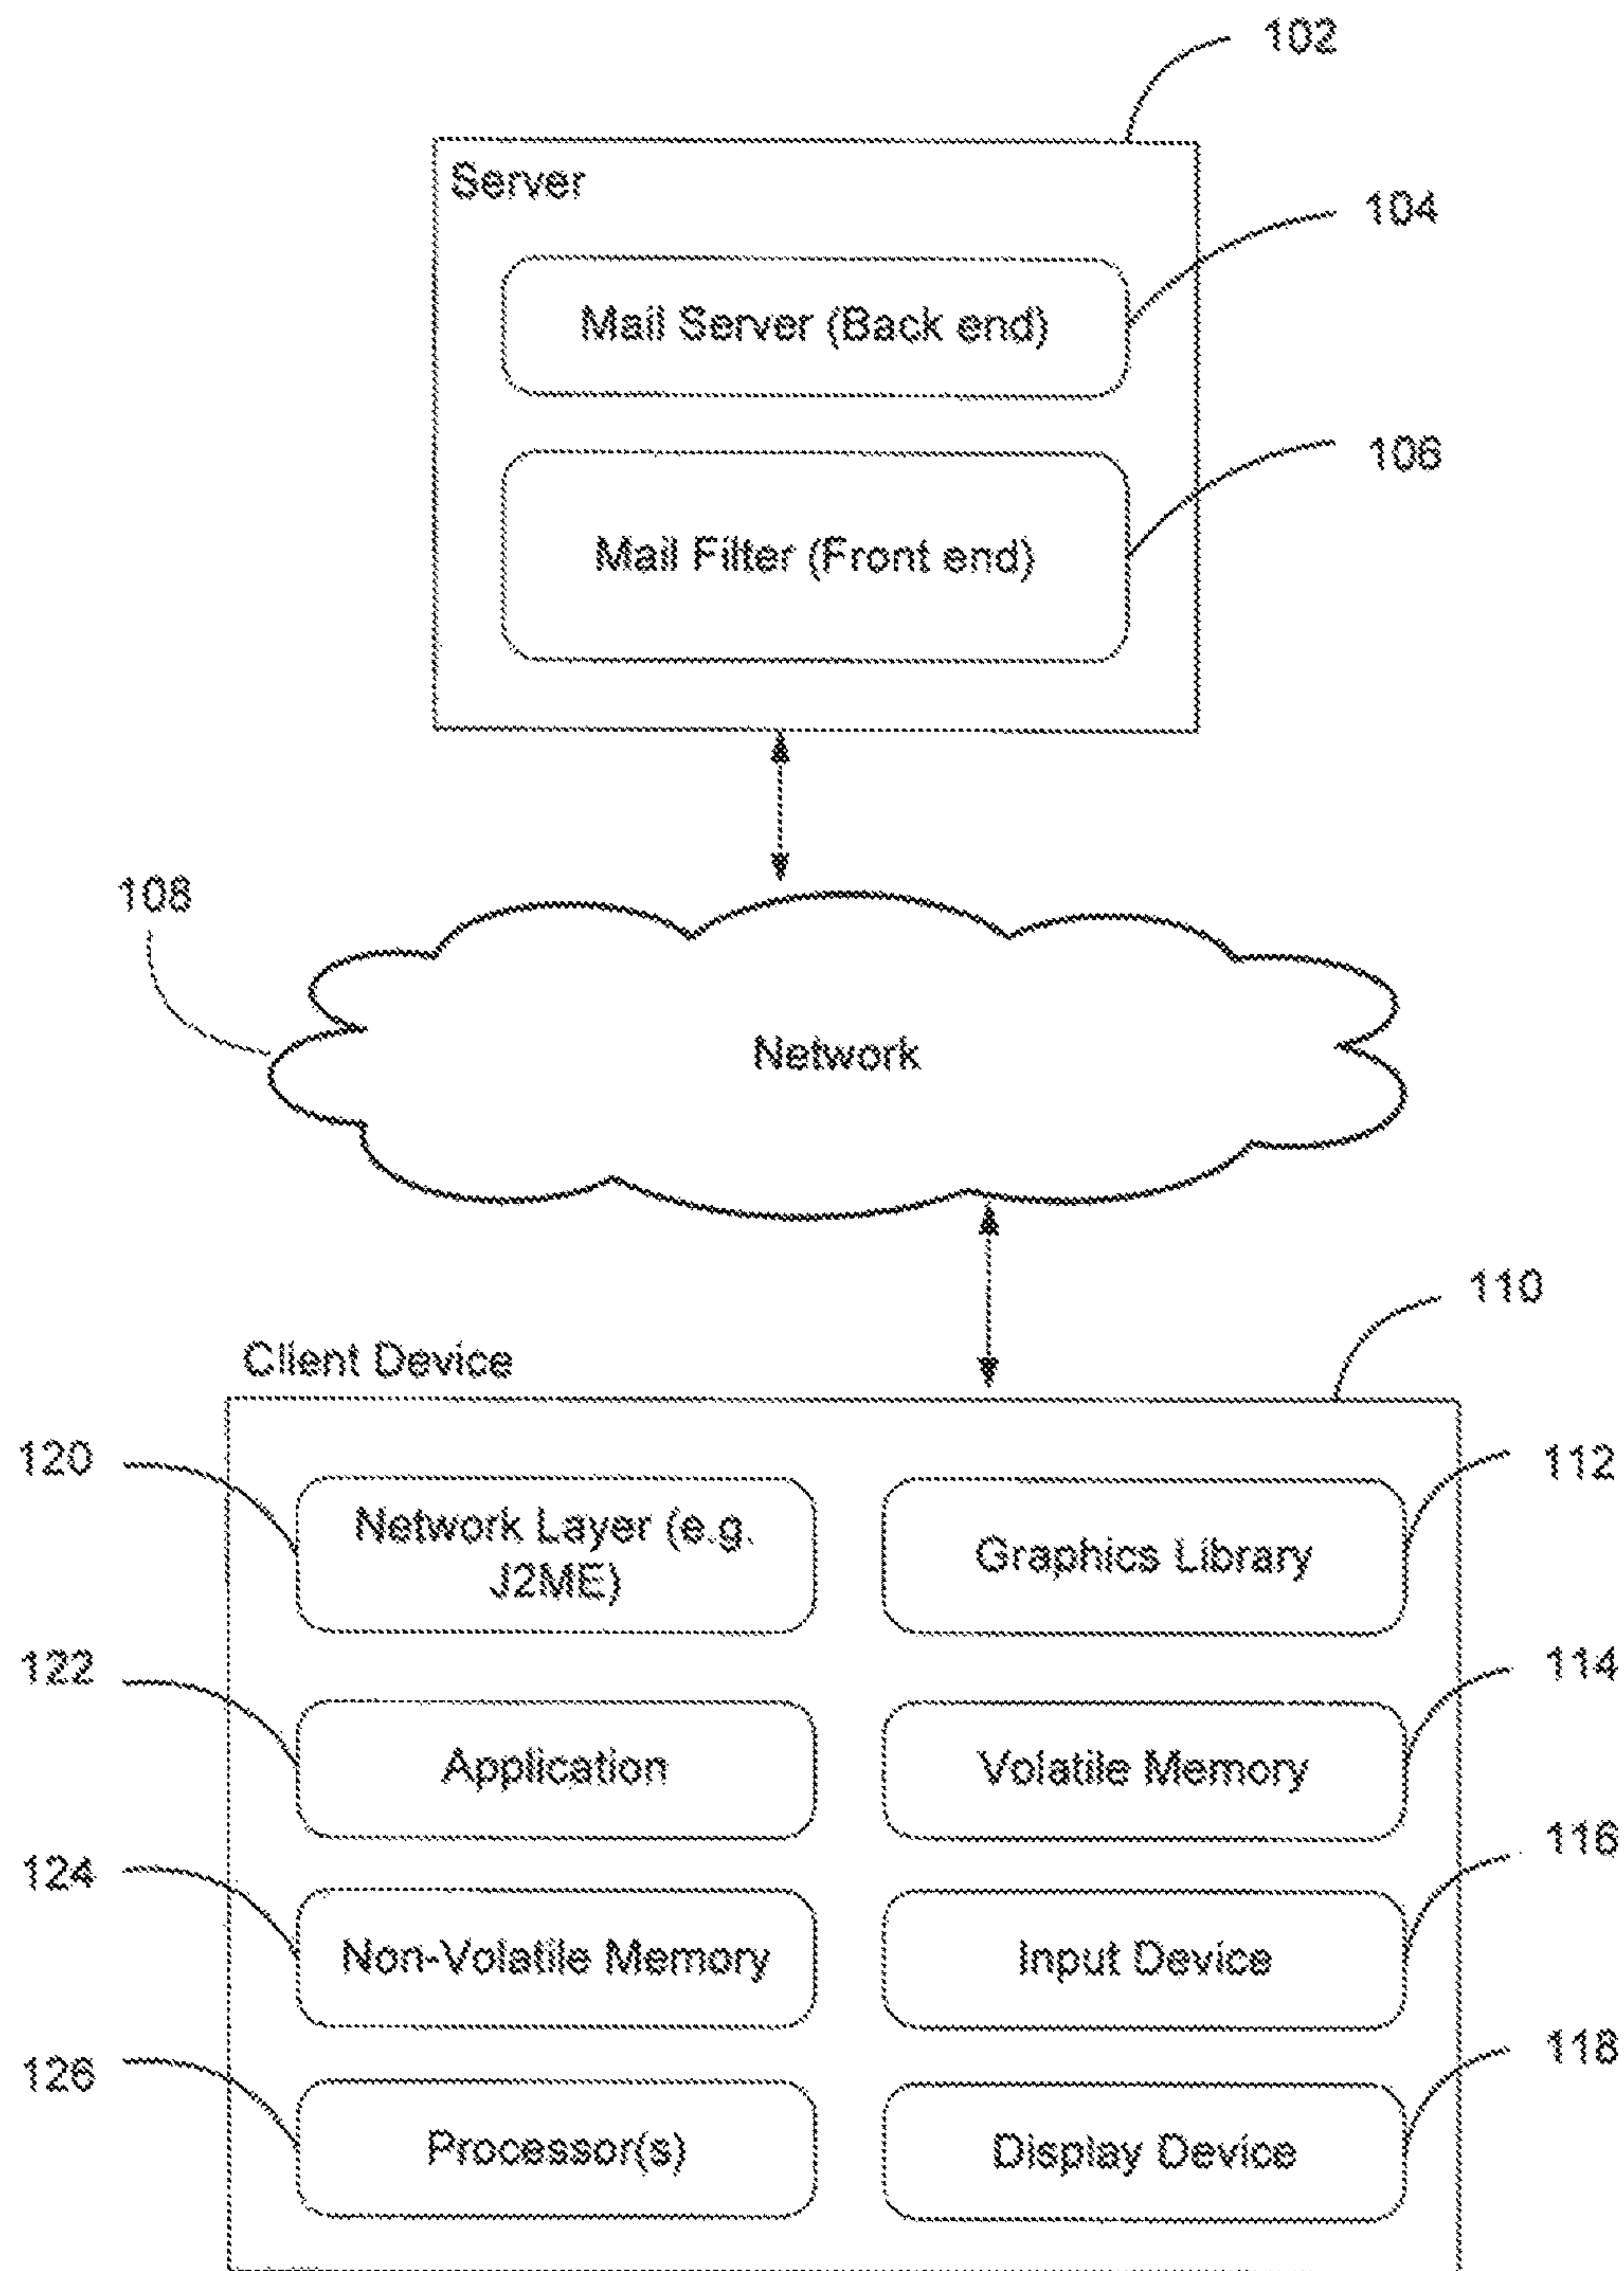 102
Server
104
Mail Server (Back end)
106
Mail Filter (Front end)
108
Network
110
Client Device
120
112
Network Layer (e.g.
J2ME)
Graphics Library
122
114
Application
Volatile Memory
116
124
Non-Volatile Memory
Input Device
118
126
Processor(s)
Display Device